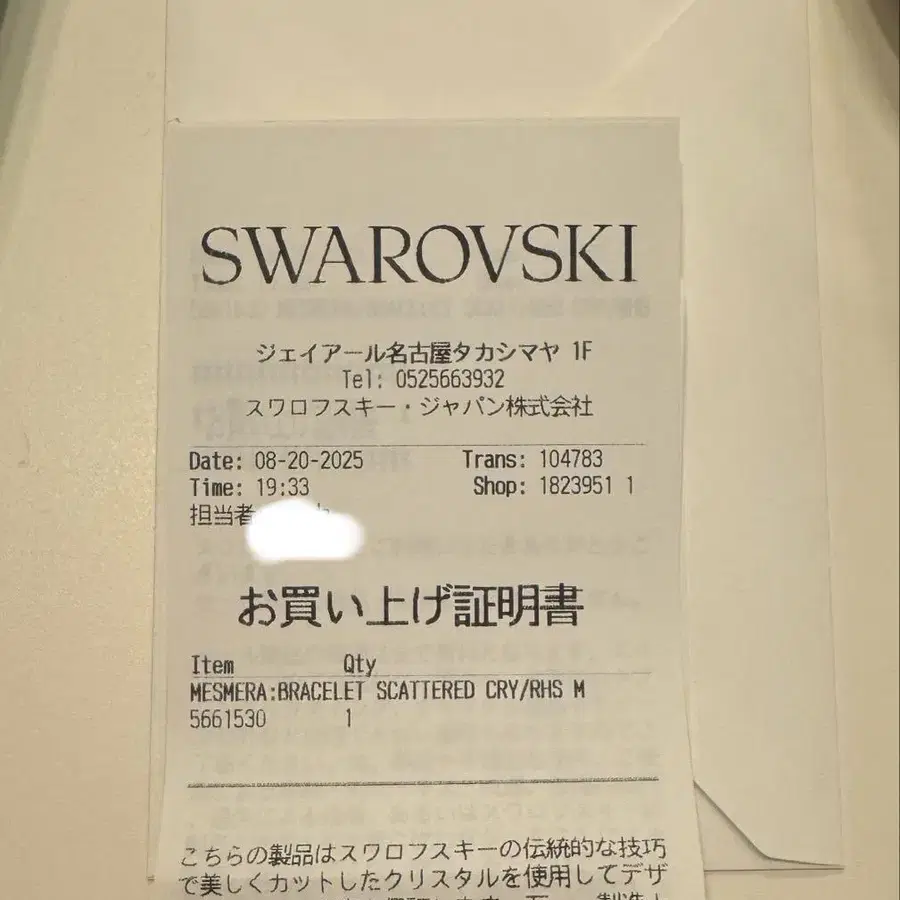 SWAROVSKI
ジェイアール名古屋タカシマヤ 1F
Tel: 0525663932
スワロフスキー・ジャパン株式会社
Date: 08-20-2025 Trans: 104783
Time: 19:33 Shop: 1823951 1
担当者
お買い上げ証明書
Item Qty
MESMERA:BRACELET SCATTERED CRY/RHS M
5661530 1
こちらの製品はスワロフスキーの伝統的な技巧
で美しくカットしたクリスタルを使用してデザ